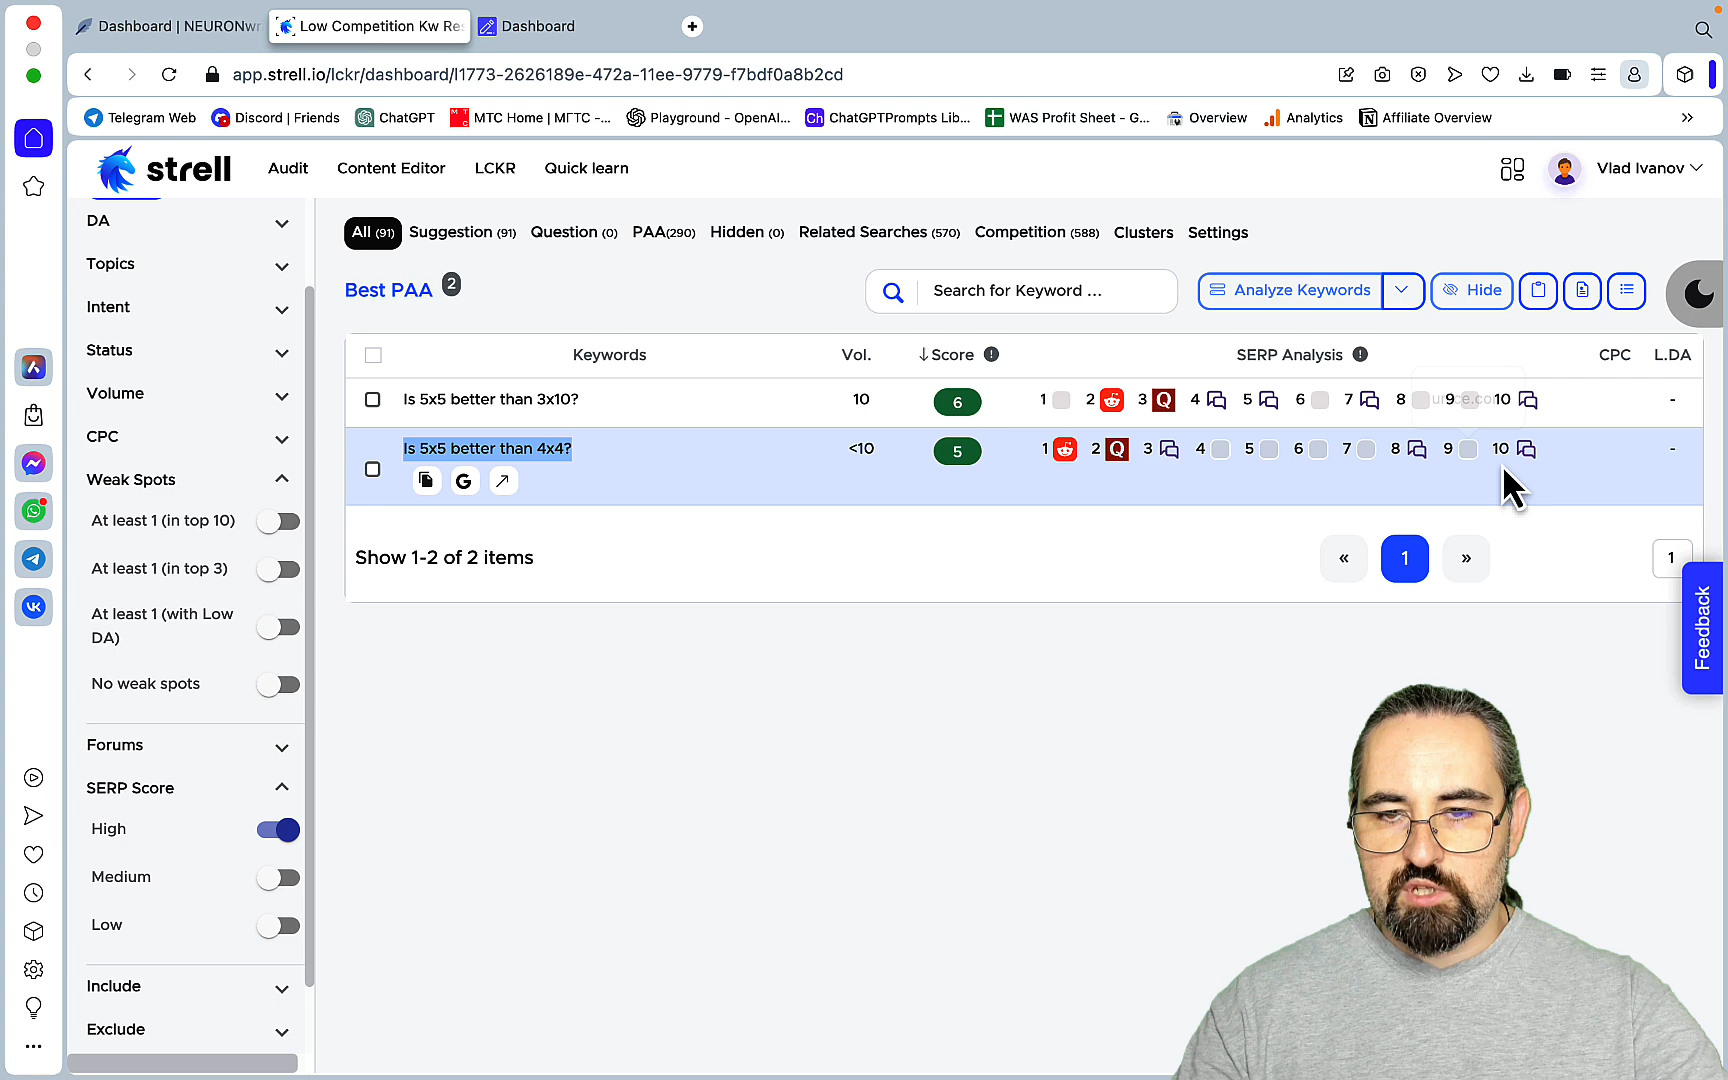 Dashboard | NEURONwr
Low Competition Kw Res
Dashboard
app.strell.io/lckr/dashboard/l1773-2626189e-472a-11ee-9779-f7bdf0a8b2cd
Telegram Web
Discord | Friends
ChatGPT
MTC Home | МГТС -...
Playground - OpenAI...
Ch ChatGPTPrompts Lib...
WAS Profit Sheet - G...
Overview
Analytics
Affiliate Overview
strell
Audit
Content Editor
LCKR
Quick learn
Vlad Ivanov
DA
Topics
Intent
Status
Volume
CPC
Weak Spots
At least 1 (in top 10)
At least 1 (in top 3)
At least 1 (with Low
DA)
No weak spots
Forums
SERP Score
High
Medium
Low
Include
Exclude
All (91)
Suggestion (91)
Question (0)
PAA(290)
Hidden (0)
Related Searches (570)
Competition (588)
Clusters
Settings
Best PAA 2
Search for Keyword ...
Analyze Keywords
Hide
Keywords Vol. Score SERP Analysis CPC L.DA
Is 5x5 better than 3x10? 10 6 1 2 3 Q 4 5 6 7 8 9 10 -
Is 5x5 better than 4x4? <10 5 1 2 Q 3 4 5 6 7 8 9 10 -
G
Show 1-2 of 2 items
« 1 » 1
Feedback